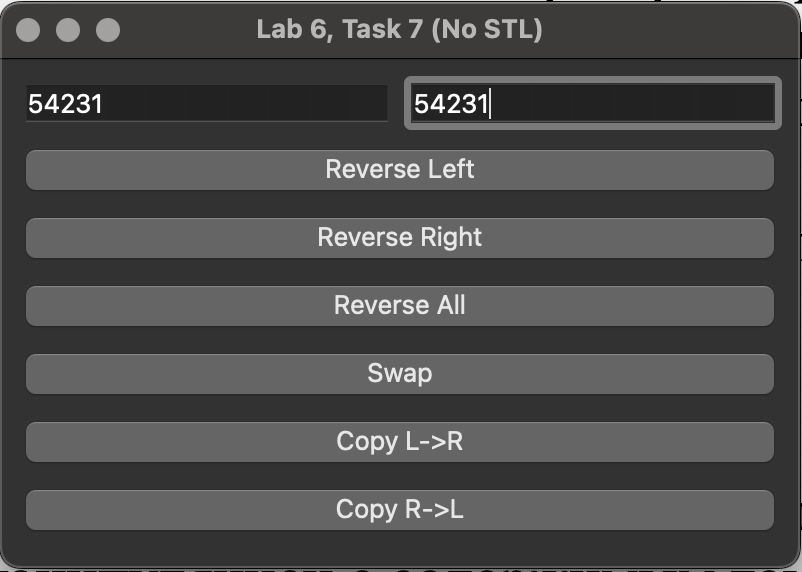 Lab 6, Task 7 (No STL)
54231 54231
Reverse Left
Reverse Right
Reverse All
Swap
Copy L->R
Copy R->L